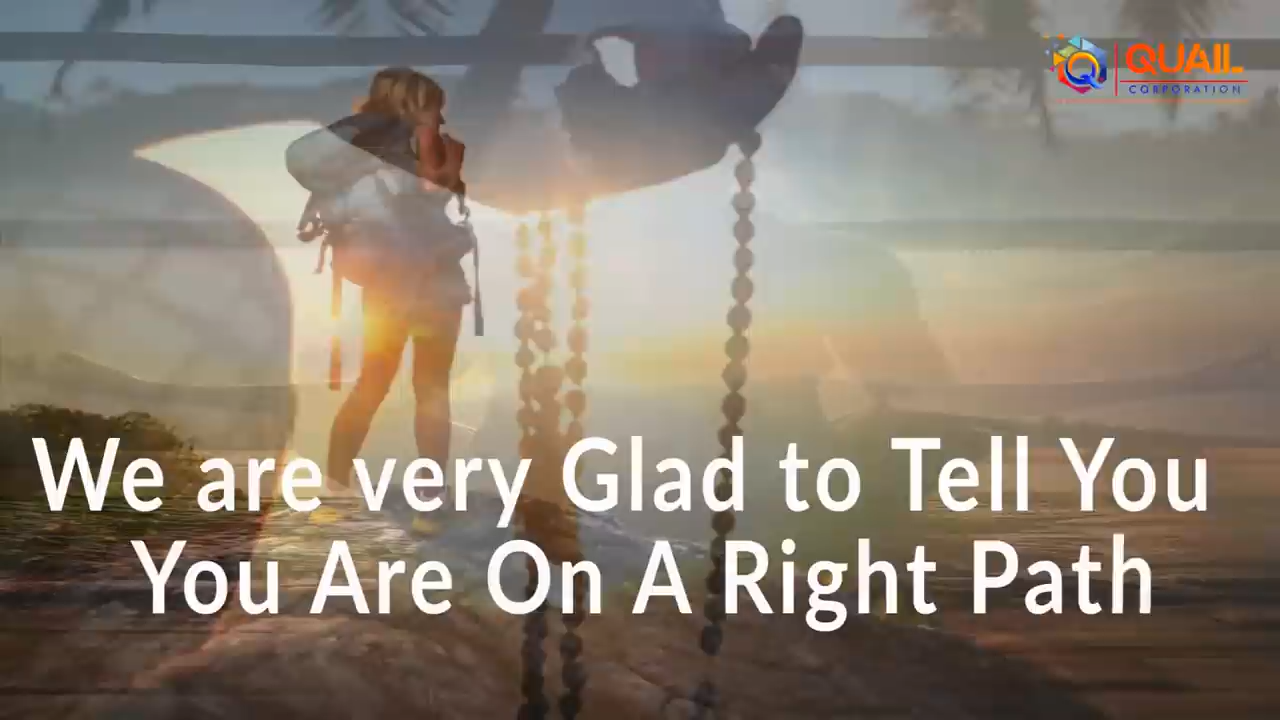 QUAIL
CORPORATION
We are very Glad to Tell You
You Are On A Right Path